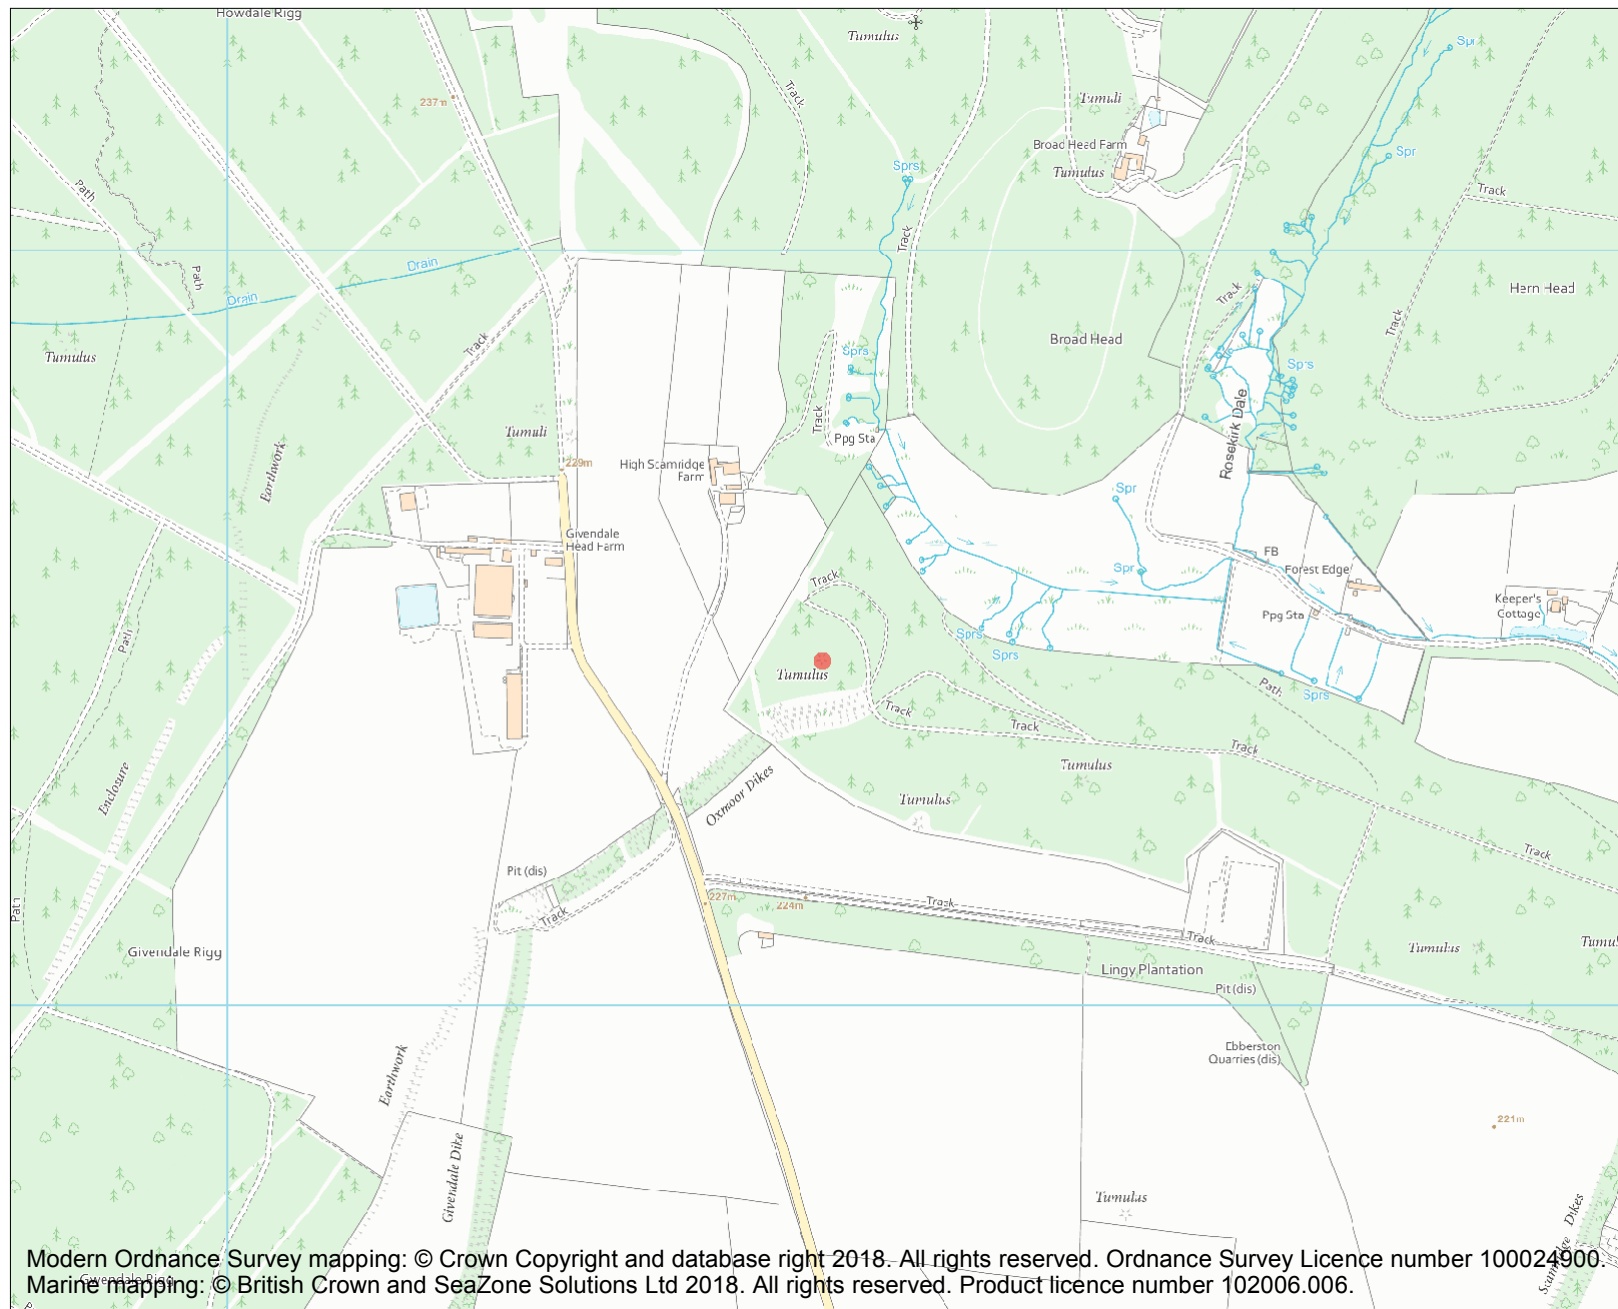 Howdale Rigg
Tumulus
Spr
237m
Track
Tumuli
Broad Head Farm
Tumulus
Spr
Sprs
Path
Track
Track
Path
Drain
Drain
Hern Head
Track
Track
Tumulus
Track
Broad Head
Sprs
Sprs
Rosekirk Dale
Track
Tumuli
Ppg Sta
Earthwork
229m
High Scamridge
Farm
Spr
Givendale
Head Farm
FB
Spr
Forest Edge
Track
Keeper's
Cottage
Ppg Sta
Path
Sprs
Sprs
Tumulus
Path
Sprs
Track
Track
Track
Tumulus
Enclosure
Oxmoor Dikes
Tumulus
Track
Pit (dis)
Path
Track
227m
224m
Track
Track
Givendale Rigg
Tumulus
Lingy Plantation
Pit (dis)
Ebberston
Quarries (dis)
Earthwork
221m
Givendale Dike
Tumulus
Scamridge Dikes
Modern Ordnance Survey mapping: © Crown Copyright and database right 2018. All rights reserved. Ordnance Survey Licence number 100024900.
Givendale Rigg
Marine mapping: © British Crown and SeaZone Solutions Ltd 2018. All rights reserved. Product licence number 102006.006.